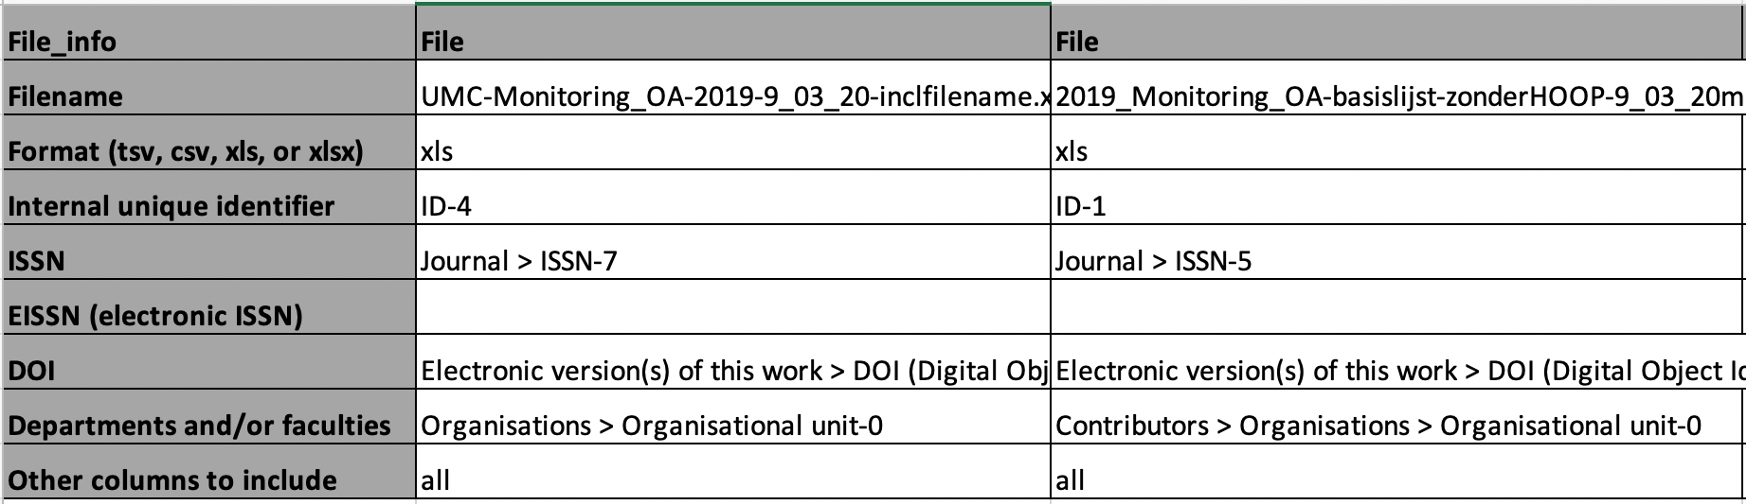 File_info File File
Filename UMC-Monitoring_OA-2019-9_03_20-inclfilename.x 2019_Monitoring_OA-basislijst-zonderHOOP-9_03_20m
Format (tsv, csv, xls, or xlsx) xls xls
Internal unique identifier ID-4 ID-1
ISSN Journal > ISSN-7 Journal > ISSN-5
EISSN (electronic ISSN)
DOI Electronic version(s) of this work > DOI (Digital Obj Electronic version(s) of this work > DOI (Digital Object Id
Departments and/or faculties Organisations > Organisational unit-0 Contributors > Organisations > Organisational unit-0
Other columns to include all all